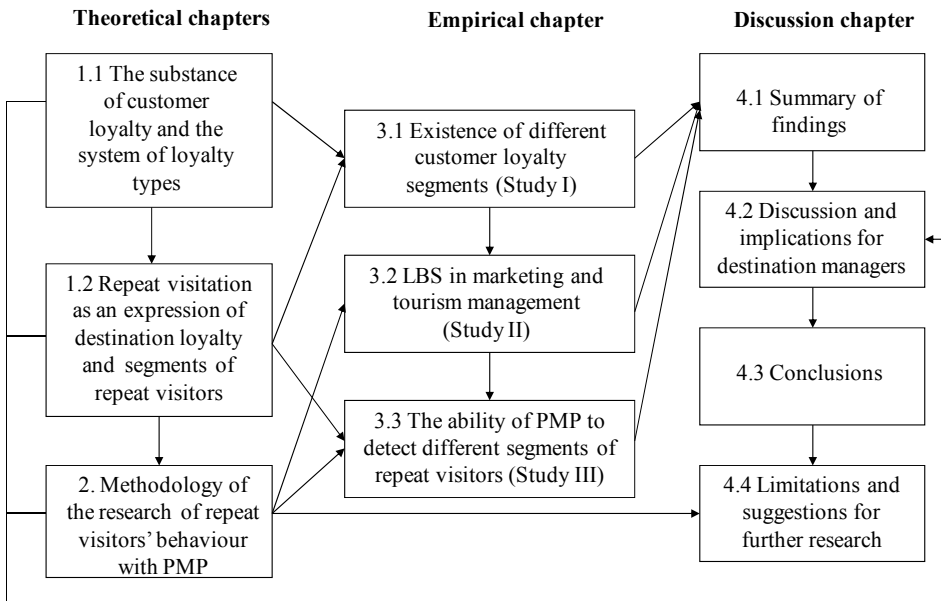 Theoretical chapters
1.1 The substance
of customer
loyalty and the
system of loyalty
types
1.2 Repeat visitation
as an expression of
destination loyalty
and segments of
repeat visitors
2. Methodology of
the research of repeat
visitors’ behaviour
with PMP
Empirical chapter
3.1 Existence of different
customer loyalty
segments (Study I)
3.2 LBS in marketing and
tourism management
(Study II)
3.3 The ability of PMP to
detect different segments of
repeat visitors (Study III)
Discussion chapter
4.1 Summary of
findings
4.2 Discussion and
implications for
destination managers
4.3 Conclusions
4.4 Limitations and
suggestions for
further research